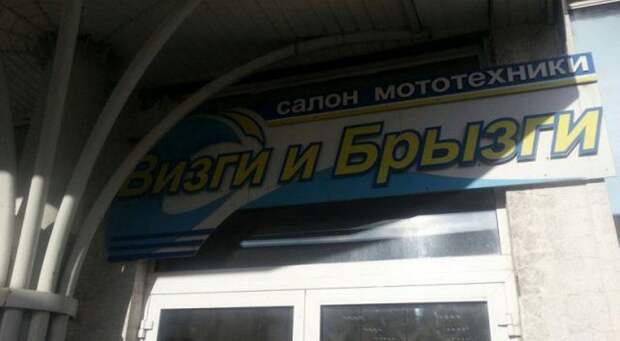 салон мототехники
Визги и Брызги